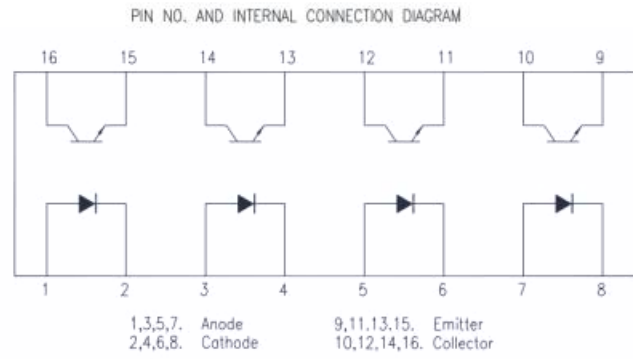 PIN NO. AND INTERNAL CONNECTION DIAGRAM
16 15 14 13 12 11 10 9
1 2 3 4 5 6 7 8
1,3,5,7. Anode 9,11.13.15. Emitter
2,4,6,8. Cathode 10,12,14,16. Collector